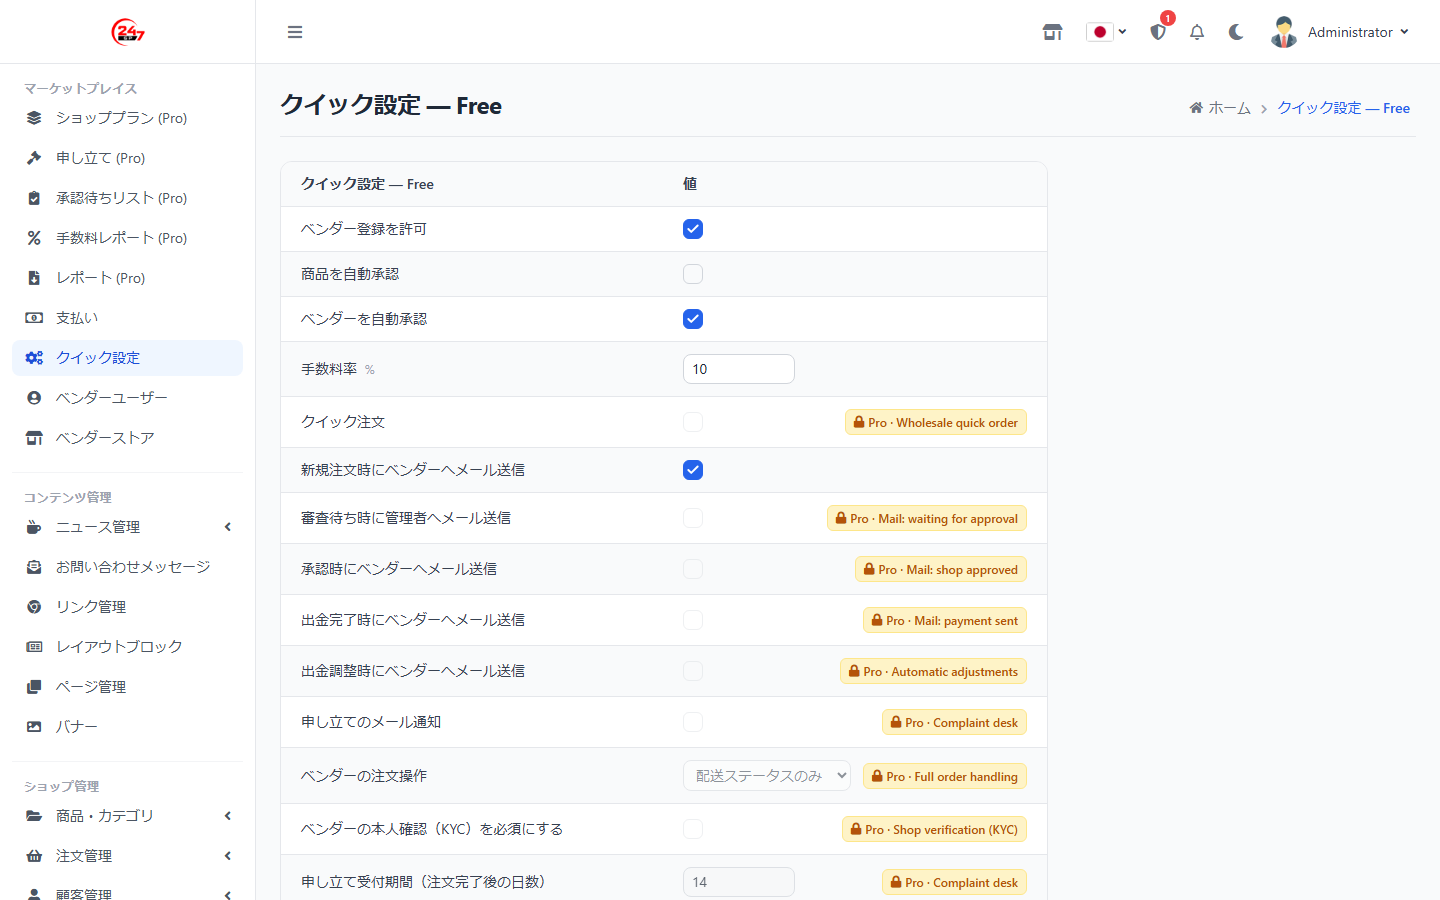 247
1
Administrator
マーケットプレイス
ショッププラン (Pro)
申し立て (Pro)
承認待ちリスト (Pro)
手数料レポート (Pro)
レポート (Pro)
支払い
クイック設定
ベンダーユーザー
ベンダーストア
コンテンツ管理
ニュース管理
お問い合わせメッセージ
リンク管理
レイアウトブロック
ページ管理
バナー
ショップ管理
商品・カテゴリ
注文管理
顧客管理
クイック設定 — Free
ホーム
クイック設定 — Free
クイック設定 — Free 値
ベンダー登録を許可
商品を自動承認
ベンダーを自動承認
手数料率 % 10
クイック注文 Pro · Wholesale quick order
新規注文時にベンダーへメール送信
審査待ち時に管理者へメール送信 Pro · Mail: waiting for approval
承認時にベンダーへメール送信 Pro · Mail: shop approved
出金完了時にベンダーへメール送信 Pro · Mail: payment sent
出金調整時にベンダーへメール送信 Pro · Automatic adjustments
申し立てのメール通知 Pro · Complaint desk
ベンダーの注文操作 配送ステータスのみ Pro · Full order handling
ベンダーの本人確認（KYC）を必須にする Pro · Shop verification (KYC)
申し立て受付期間（注文完了後の日数） 14 Pro · Complaint desk